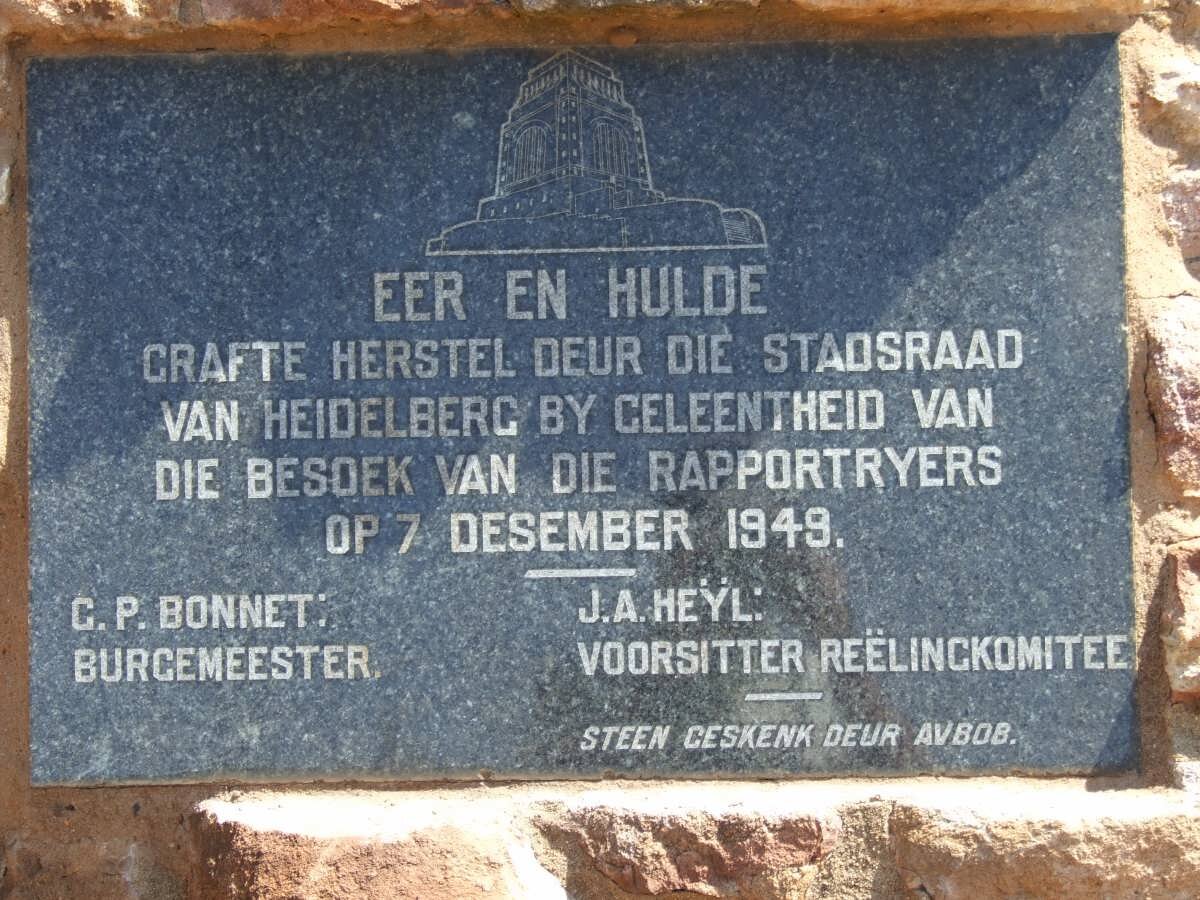 EER EN HULDE
GRAFTE HERSTEL DEUR DIE STADSRAAD
VAN HEIDELBERG BY GELEENTHEID VAN
DIE BESOEK VAN DIE RAPPORTRYERS
OP 7 DESEMBER 1949.
G. P. BONNET:
BURGEMEESTER.
J. A. HEŸL:
VOORSITTER REËLINGKOMITEE
STEEN GESKENK DEUR AVBOB.